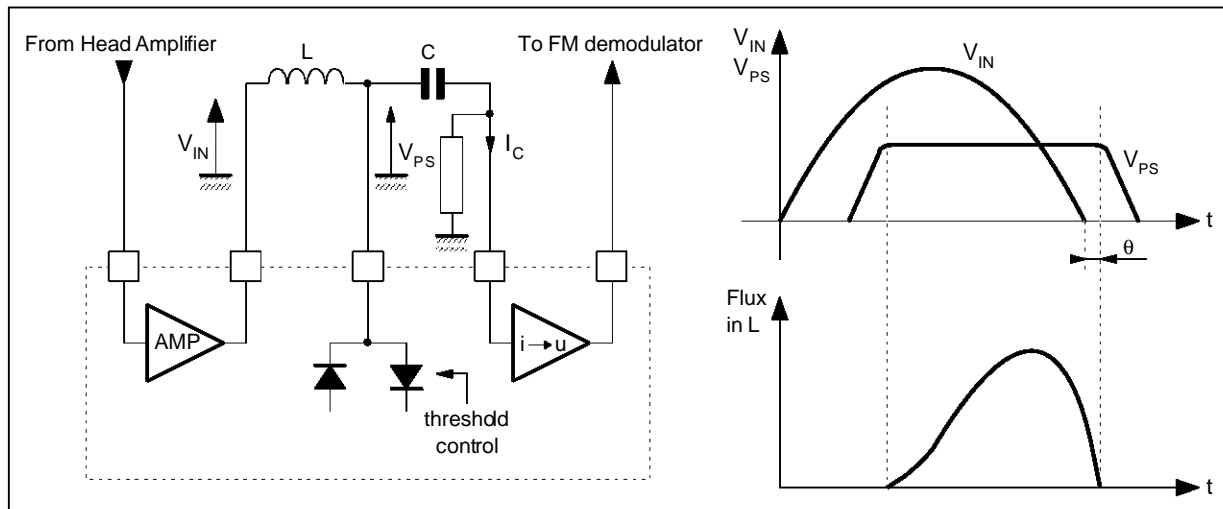 From Head Amplifier
L
C
To FM demodulator
V_IN
V_PS
I_C
AMP
i → u
threshold
control
V_IN
V_PS
V_IN
V_PS
t
θ
Flux
in L
t